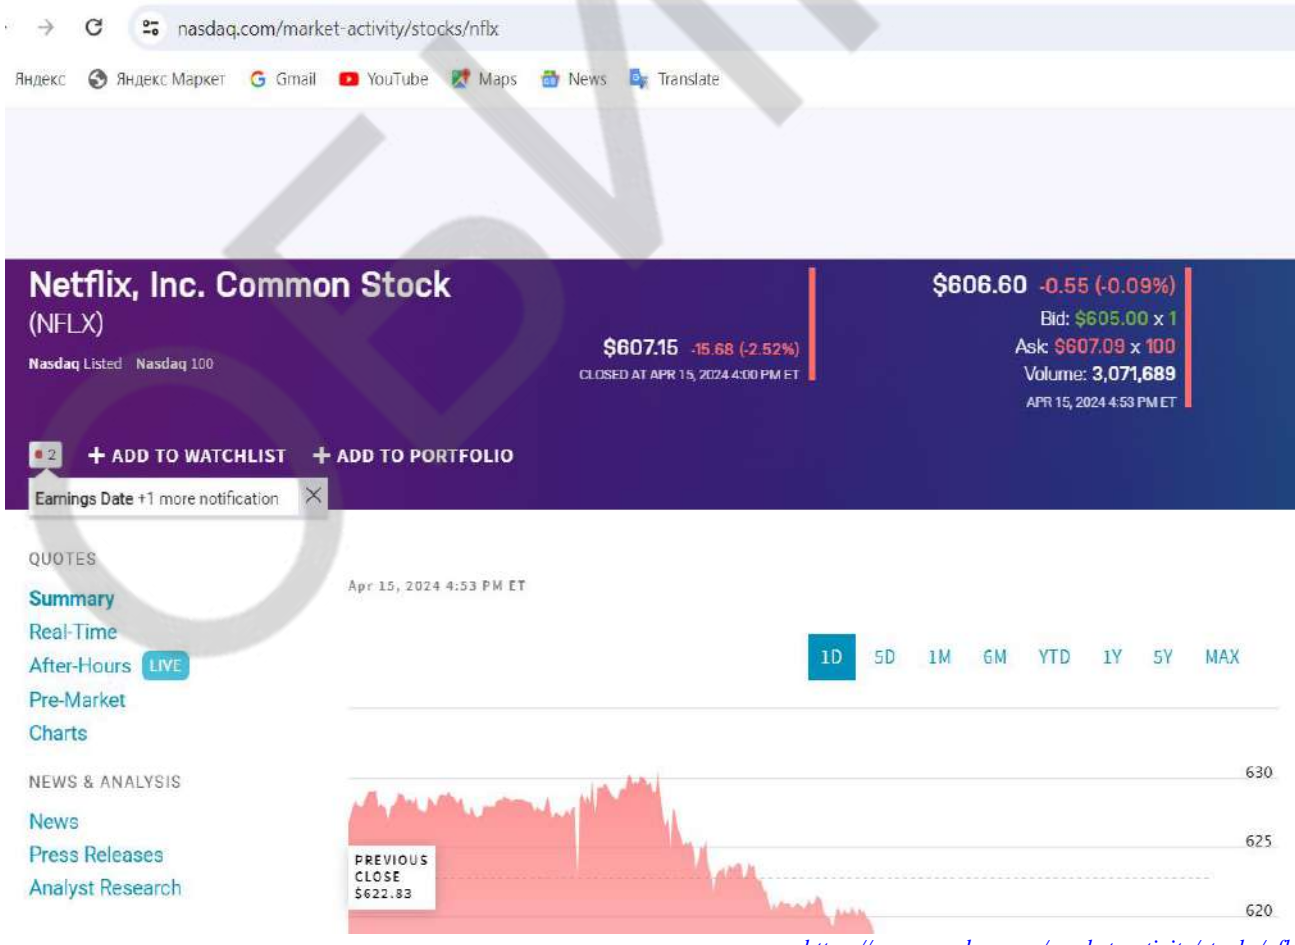 nasdaq.com/market-activity/stocks/nflx
Яндекс Яндекс Маркет Gmail YouTube Maps News Translate
Netflix, Inc. Common Stock
(NFLX)
Nasdaq Listed Nasdaq 100
$607.15 -15.68 (-2.52%)
CLOSED AT APR 15, 2024 4:00 PM ET
$606.60 -0.55 (-0.09%)
Bid: $605.00 x 1
Ask: $607.09 x 100
Volume: 3,071,689
APR 15, 2024 4:53 PM ET
2 + ADD TO WATCHLIST + ADD TO PORTFOLIO
Earnings Date +1 more notification
QUOTES
Summary
Real-Time
After-Hours LIVE
Pre-Market
Charts
NEWS & ANALYSIS
News
Press Releases
Analyst Research
Apr 15, 2024 4:53 PM ET
1D 5D 1M 6M YTD 1Y 5Y MAX
630
625
620
PREVIOUS
CLOSE
$622.83